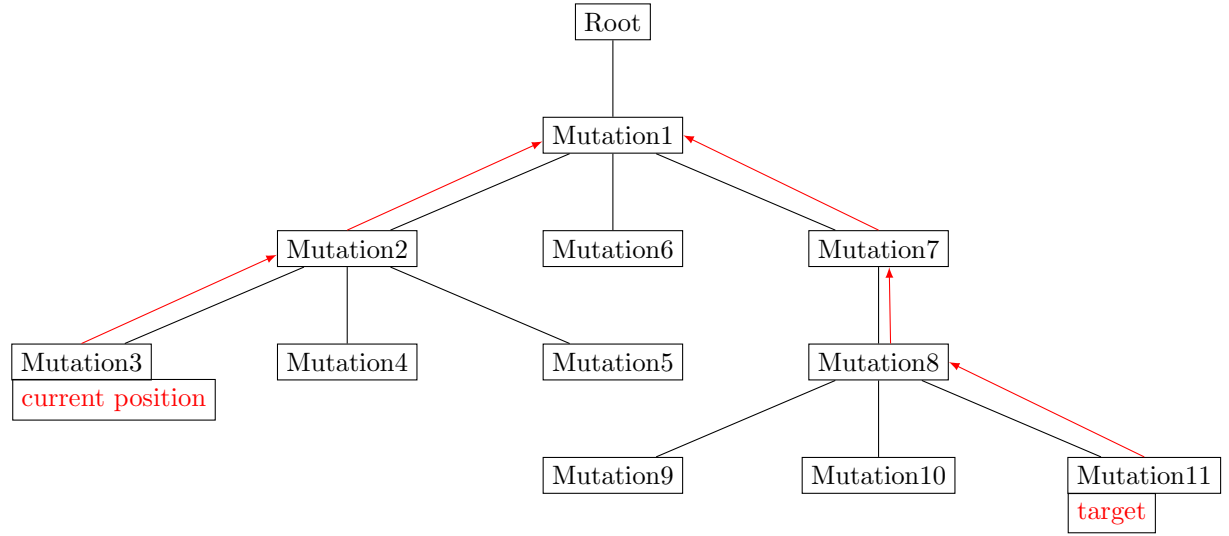 Root
Mutation1
Mutation2
Mutation6
Mutation7
Mutation3
Mutation4
Mutation5
Mutation8
current position
Mutation9
Mutation10
Mutation11
target